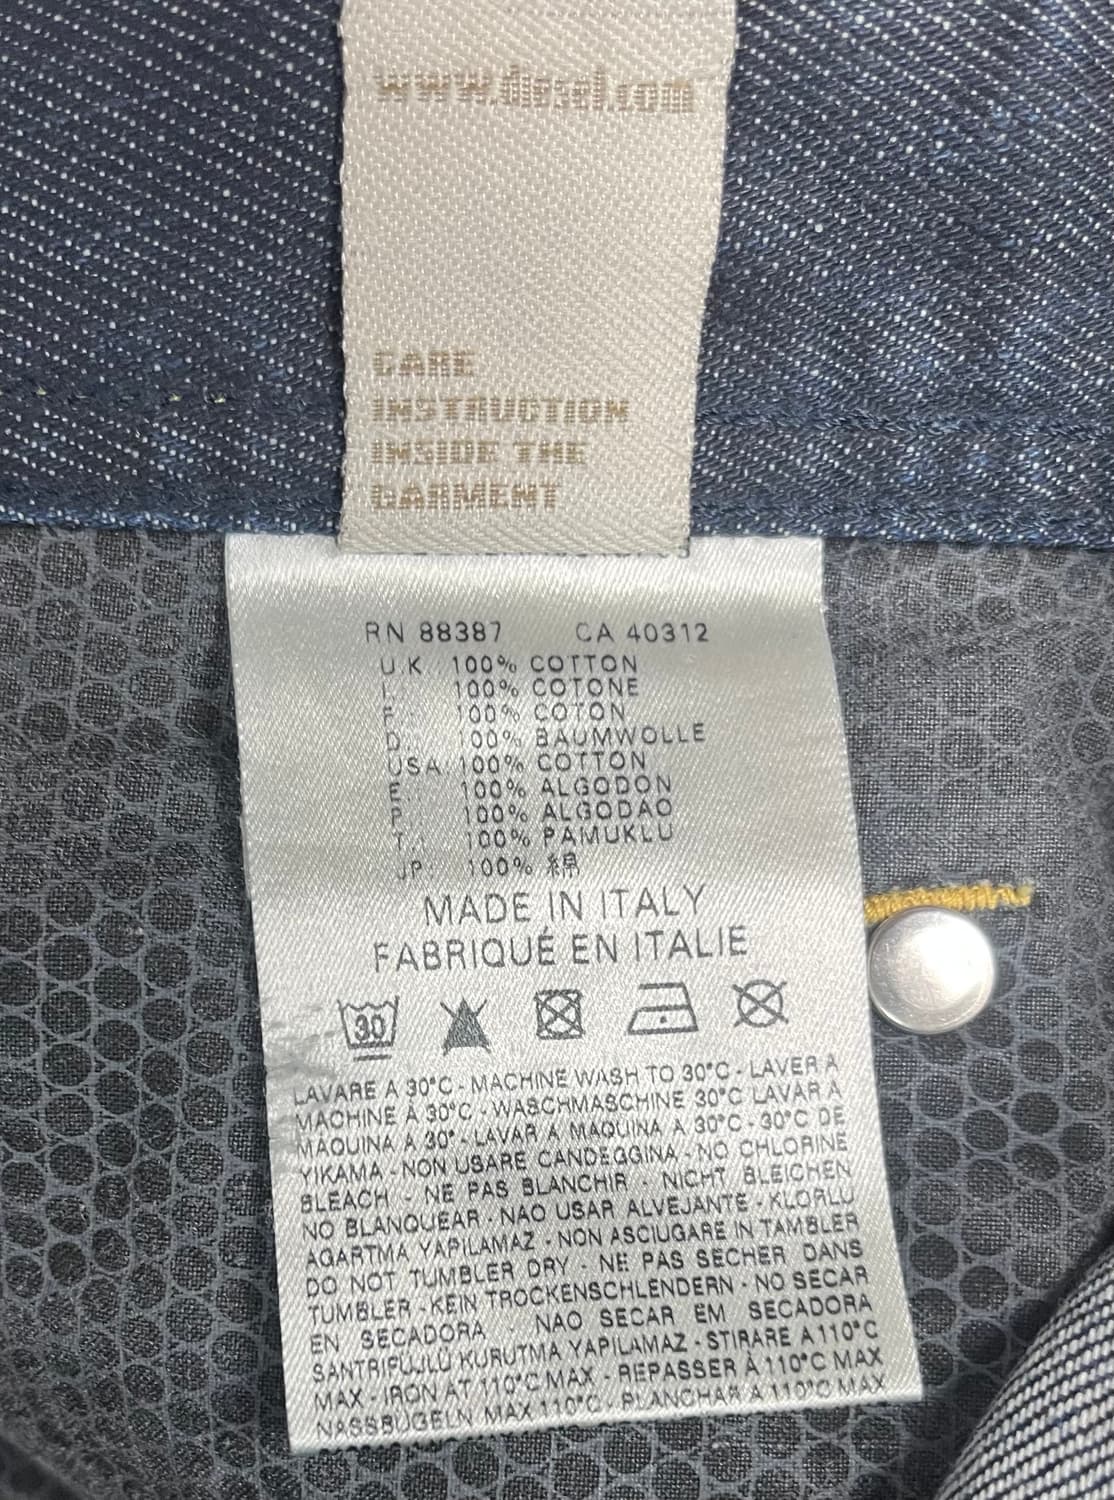 www.diesel.com
CARE
INSTRUCTION
INSIDE THE
GARMENT
RN 88387 CA 40312
U.K.: 100% COTTON
I.: 100% COTONE
F.: 100% COTON
D.: 100% BAUMWOLLE
USA: 100% COTTON
E.: 100% ALGODON
P.: 100% ALGODAO
T.: 100% PAMUKLU
JP: 100% 綿
MADE IN ITALY
FABRIQUÉ EN ITALIE
30
LAVARE A 30°C - MACHINE WASH TO 30°C - LAVER A
MACHINE À 30°C - WASCHMASCHINE 30°C LAVAR A
MAQUINA A 30° - LAVAR A MAQUINA A 30°C - 30°C DE
YIKAMA - NON USARE CANDEGGINA - NO CHLORINE
BLEACH - NE PAS BLANCHIR - NICHT BLEICHEN
NO BLANQUEAR - NAO USAR ALVEJANTE - KLORLU
AGARTMA YAPILAMAZ - NON ASCIUGARE IN TAMBLER
DO NOT TUMBLER DRY - NE PAS SECHER DANS
TUMBLER - KEIN TROCKENSCHLENDERN - NO SECAR
EN SECADORA - NAO SECAR EM SECADORA
SANTRIFÜJLÜ KURUTMA YAPILAMAZ - STIRARE A 110°C
MAX - IRON AT 110°C MAX - REPASSER À 110°C MAX
NASSBÜGELN MAX 110°C - PLANCHAR A 110°C MAX